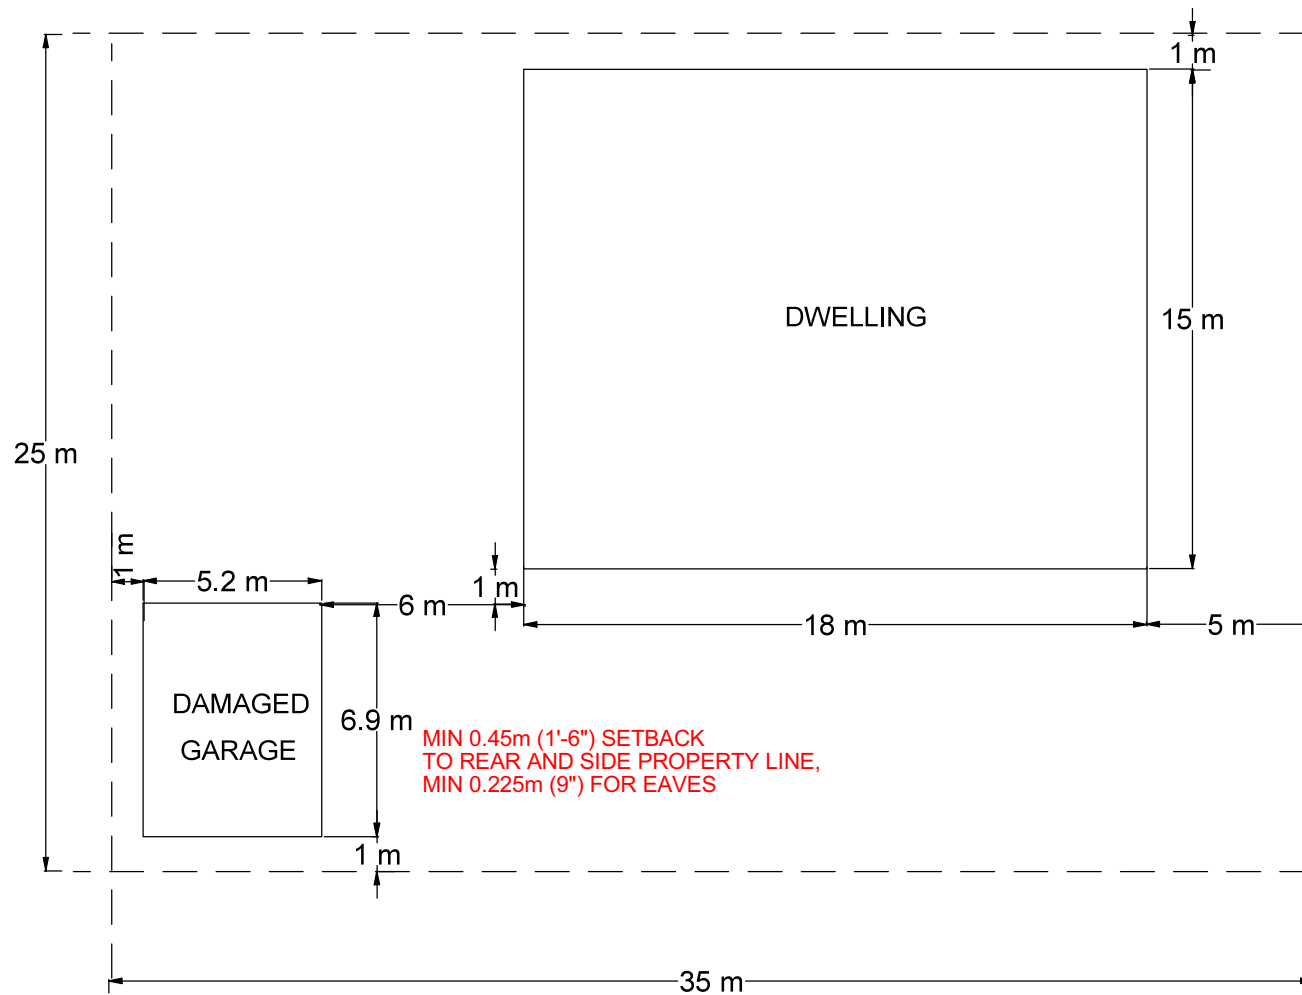 1 m
DWELLING
15 m
25 m
1 m
5.2 m
1 m
6 m
18 m
5 m
DAMAGED
GARAGE
6.9 m
MIN 0.45m (1'-6") SETBACK
TO REAR AND SIDE PROPERTY LINE,
MIN 0.225m (9") FOR EAVES
1 m
35 m